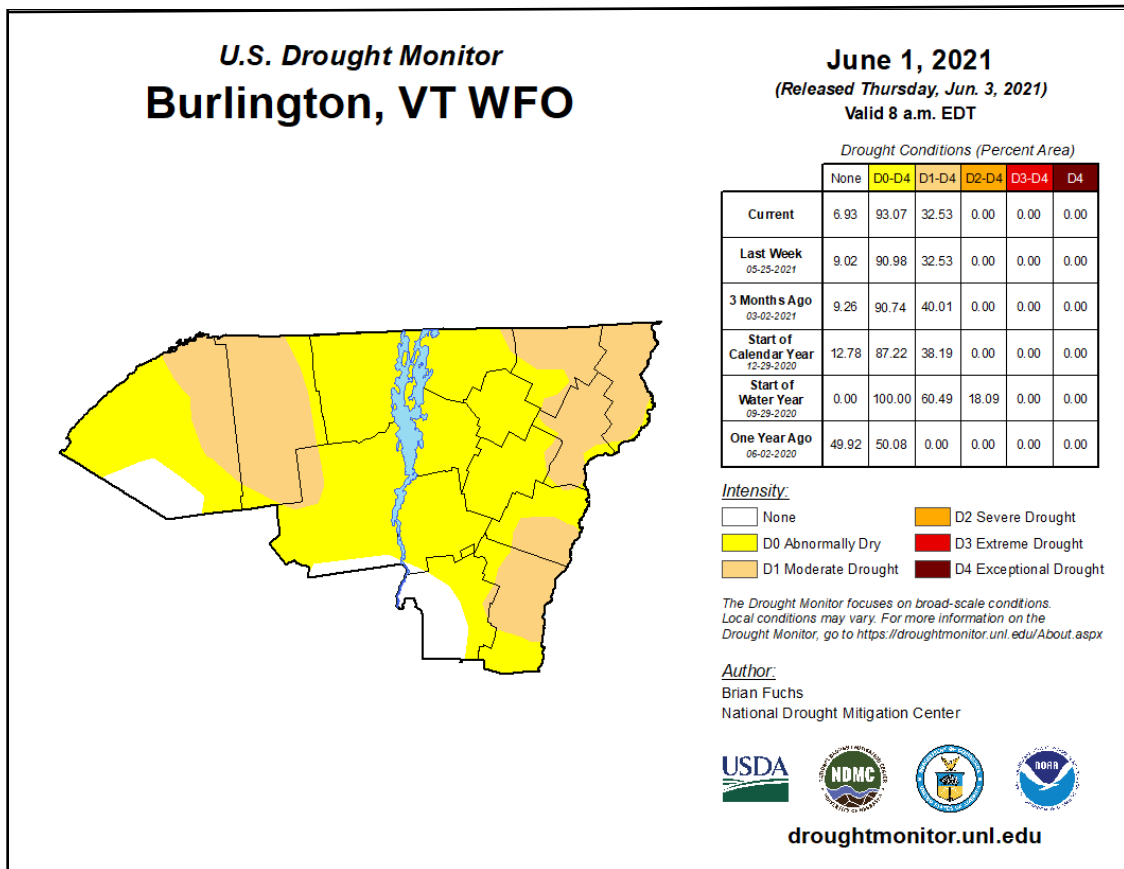 U.S. Drought Monitor
Burlington, VT WFO
June 1, 2021
(Released Thursday, Jun. 3, 2021)
Valid 8 a.m. EDT
Drought Conditions (Percent Area)
None D0-D4 D1-D4 D2-D4 D3-D4 D4
Current 6.93 93.07 32.53 0.00 0.00 0.00
Last Week
05-25-2021 9.02 90.98 32.53 0.00 0.00 0.00
3 Months Ago
03-02-2021 9.26 90.74 40.01 0.00 0.00 0.00
Start of
Calendar Year
12-29-2020 12.78 87.22 38.19 0.00 0.00 0.00
Start of
Water Year
09-29-2020 0.00 100.00 60.49 18.09 0.00 0.00
One Year Ago
06-02-2020 49.92 50.08 0.00 0.00 0.00 0.00
Intensity:
None
D0 Abnormally Dry
D1 Moderate Drought
D2 Severe Drought
D3 Extreme Drought
D4 Exceptional Drought
The Drought Monitor focuses on broad-scale conditions.
Local conditions may vary. For more information on the
Drought Monitor, go to https://droughtmonitor.unl.edu/About.aspx
Author:
Brian Fuchs
National Drought Mitigation Center
USDA
NDMC
NOAA
droughtmonitor.unl.edu